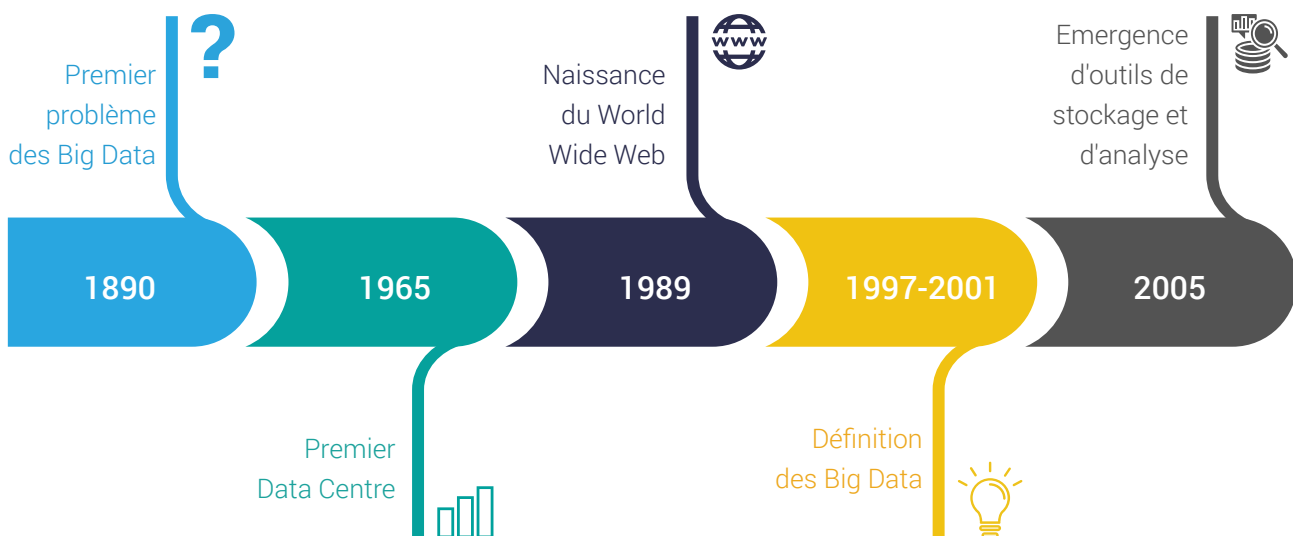 Premier
problème
des Big Data
?
Naissance
du World
Wide Web
www
Emergence
d'outils de
stockage et
d'analyse
1890
1965
1989
1997-2001
2005
Premier
Data Centre
Définition
des Big Data